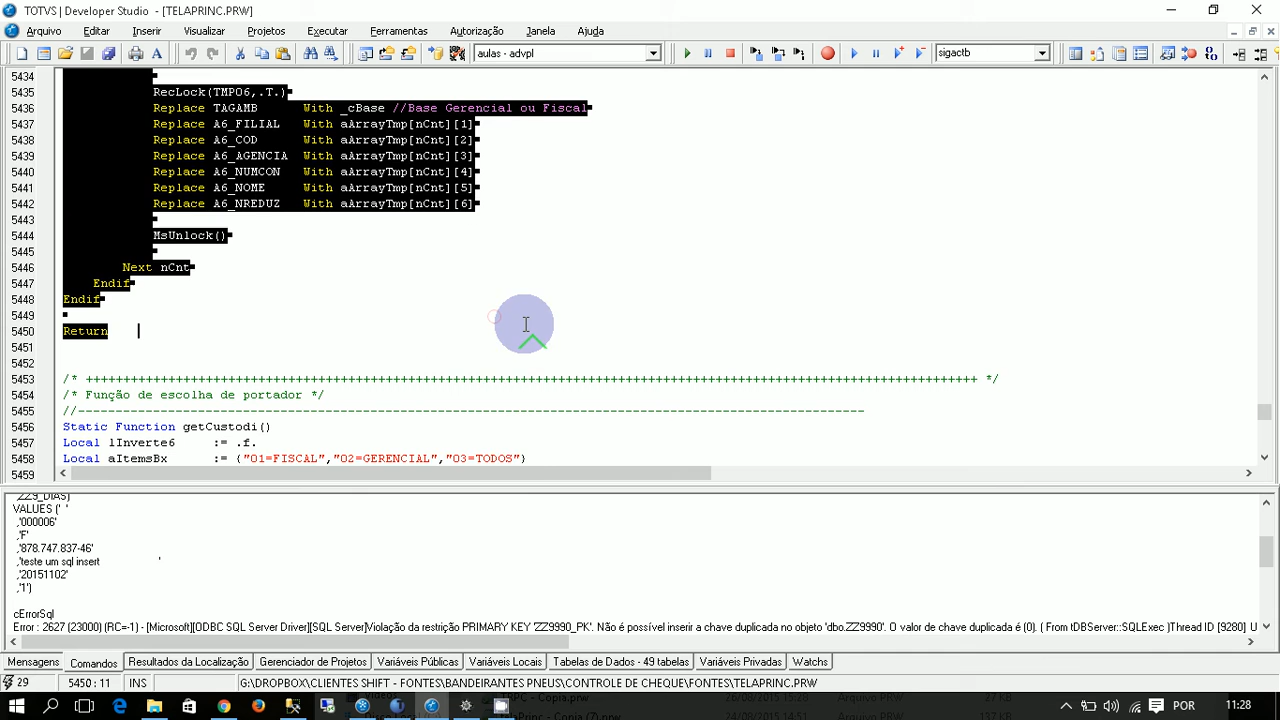 TOTVS | Developer Studio - [TELAPRINC.PRW]
Arquivo Editar Inserir Visualizar Projetos Executar Ferramentas TOTVS Janela Ajuda
aulas - advpl sigactb
5434
5435 RecLock(TMPO6,.T.)
5436 Replace TAGAMB With _cBase //Base Gerencial ou Fiscal
5437 Replace A6_FILIAL With aArrayTmp[nCnt][1]
5438 Replace A6_COD With aArrayTmp[nCnt][2]
5439 Replace A6_AGENCIA With aArrayTmp[nCnt][3]
5440 Replace A6_NUMCON With aArrayTmp[nCnt][4]
5441 Replace A6_NOME With aArrayTmp[nCnt][5]
5442 Replace A6_NREDUZ With aArrayTmp[nCnt][6]
5443
5444 MsUnlock()
5445
5446 Next nCnt
5447 Endif
5448 Endif
5449
5450 Return
5451
5452
5453 /* +++++++++++++++++++++++++++++++++++++++++++++++++++++++++++++++++++++++++++++++++++++++++++++++++++++++++++++++++++++++ */
5454 /* Função de escolha de portador */
5455 //---------------------------------------------------------------------------------------------------------
5456 Static Function getCustodi()
5457 Local lInverte6 := .f.
5458 Local aItemsBx := {"01=FISCAL","02=GERENCIAL","03=TODOS"}
5459
,ZZ9_DIAS)
VALUES (' '
,'000006'
,'F'
,'878.747.837-46'
,'teste um sql insert '
,'20151102'
,'1')
cErrorSql
Error : 2627 (23000) (RC=-1) - [Microsoft][ODBC SQL Server Driver][SQL Server]Violação da restrição PRIMARY KEY 'ZZ9990_PK'. Não é possível inserir a chave duplicada no objeto 'dbo.ZZ9990'. O valor de chave duplicada é (0). ( From tDBServer::SQLExec )Thread ID [9280] U
Mensagens Comandos Resultados da Localização Gerenciador de Projetos Variáveis Públicas Variáveis Locais Tabelas de Dados - 49 tabelas Variáveis Privadas Watchs
29 5450 : 11 INS G:\DROPBOX\CLIENTES SHIFT - FONTES\BANDEIRANTES PNEUS\CONTROLE DE CHEQUE\FONTES\TELAPRINC.PRW
POR 11:28